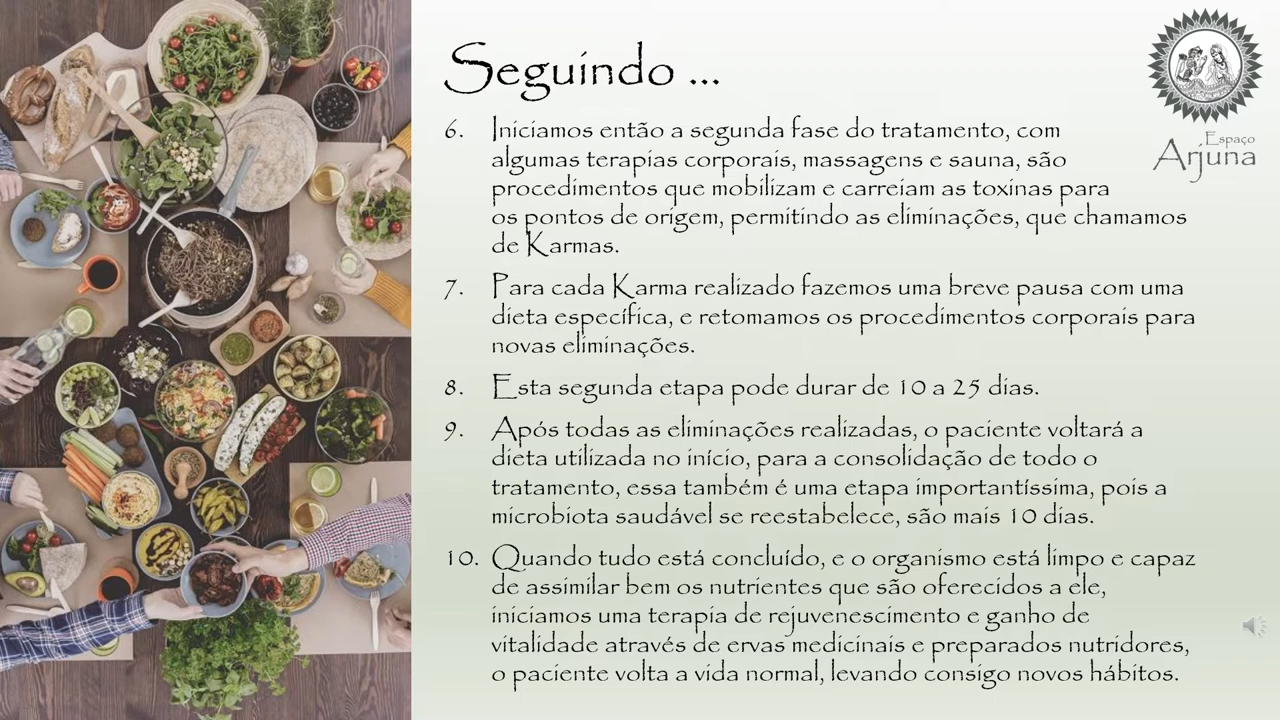 Seguindo ...
Espaço
Arjuna
6. Iniciamos então a segunda fase do tratamento, com
algumas terapias corporais, massagens e sauna, são
procedimentos que mobilizam e carreiam as toxinas para
os pontos de origem, permitindo as eliminações, que chamamos
de Karmas.
7. Para cada Karma realizado fazemos uma breve pausa com uma
dieta específica, e retomamos os procedimentos corporais para
novas eliminações.
8. Esta segunda etapa pode durar de 10 a 25 dias.
9. Após todas as eliminações realizadas, o paciente voltará a
dieta utilizada no início, para a consolidação de todo o
tratamento, essa também é uma etapa importantíssima, pois a
microbiota saudável se reestabelece, são mais 10 dias.
10. Quando tudo está concluído, e o organismo está limpo e capaz
de assimilar bem os nutrientes que são oferecidos a ele,
iniciamos uma terapia de rejuvenescimento e ganho de
vitalidade através de ervas medicinais e preparados nutridores,
o paciente volta a vida normal, levando consigo novos hábitos.